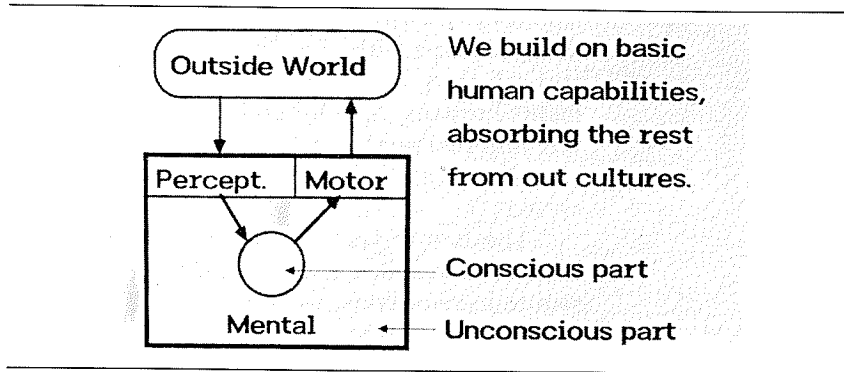 Outside World
Percept.
Motor
Mental
We build on basic
human capabilities,
absorbing the rest
from out cultures.
Conscious part
Unconscious part